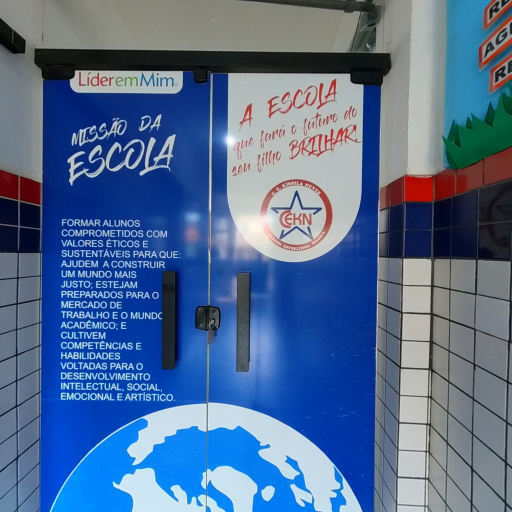 LíderemMim
MISSÃO DA
ESCOLA
FORMAR ALUNOS
COMPROMETIDOS COM
VALORES ÉTICOS E
SUSTENTÁVEIS PARA QUE:
AJUDEM A CONSTRUIR
UM MUNDO MAIS
JUSTO; ESTEJAM
PREPARADOS PARA O
MERCADO DE
TRABALHO E O MUNDO
ACADÊMICO; E
CULTIVEM
COMPETÊNCIAS E
HABILIDADES
VOLTADAS PARA O
DESENVOLVIMENTO
INTELECTUAL, SOCIAL,
EMOCIONAL E ARTÍSTICO.
A ESCOLA
que fará o futuro do
seu filho BRILHAR!
CEKN